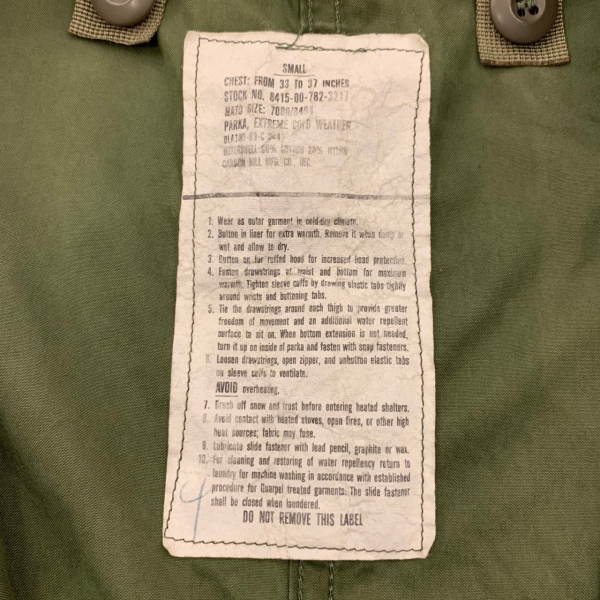 SMALL
CHEST: FROM 33 TO 37 INCHES
STOCK NO. 8415-00-782-3217
NATO SIZE:
PARKA, EXTREME COLD WEATHER
COTTON
MFG. CO., INC.
1. Wear as outer garment in cold-dry climate.
2. Button in liner for extra warmth. Remove it when damp or
wet and allow to dry.
3. Button on fur ruffed hood for increased head protection.
4. Fasten drawstrings at waist and bottom for maximum
warmth. Tighten sleeve cuffs by drawing elastic tabs tightly
around wrists and buttoning tabs.
5. Tie the drawstrings around each thigh to provide greater
freedom of movement and an additional water repellent
surface to sit on. When bottom extension is not needed,
turn it up on inside of parka and fasten with snap fasteners.
6. Loosen drawstrings, open zipper, and unbutton elastic tabs
on sleeve cuffs to ventilate.
AVOID overheating.
7. Brush off snow and frost before entering heated shelters.
8. Avoid contact with heated stoves, open fires, or other high
heat sources; fabric may fuse.
9. Lubricate slide fastener with lead pencil, graphite or wax.
10. For cleaning and restoring of water repellency return to
laundry for machine washing in accordance with established
procedure for Quarpel treated garments. The slide fastener
shall be closed when laundered.
DO NOT REMOVE THIS LABEL
4